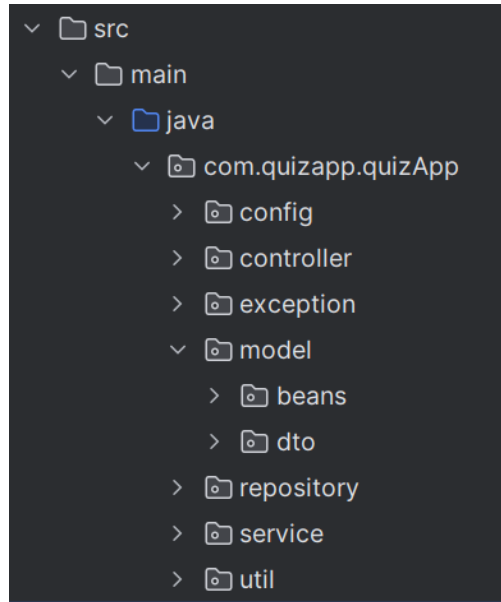 src
main
java
com.quizapp.quizApp
config
controller
exception
model
beans
dto
repository
service
util